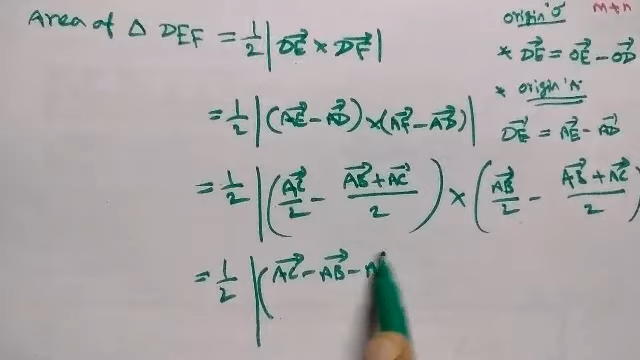 Area of Δ DEF = 1/2 |DE⃗ × DF⃗|
= 1/2 |(AE⃗ − AD⃗) × (AF⃗ − AD⃗)|
= 1/2 |(AC⃗/2 − (AB⃗ + AC⃗)/2) × (AB⃗/2 − (AB⃗ + AC⃗)/2)
= 1/2 |(AC⃗ − AB⃗ − A
origin 'O'
* DE⃗ = OE⃗ − OD⃗
* origin 'A'
DE⃗ = AE⃗ − AD⃗